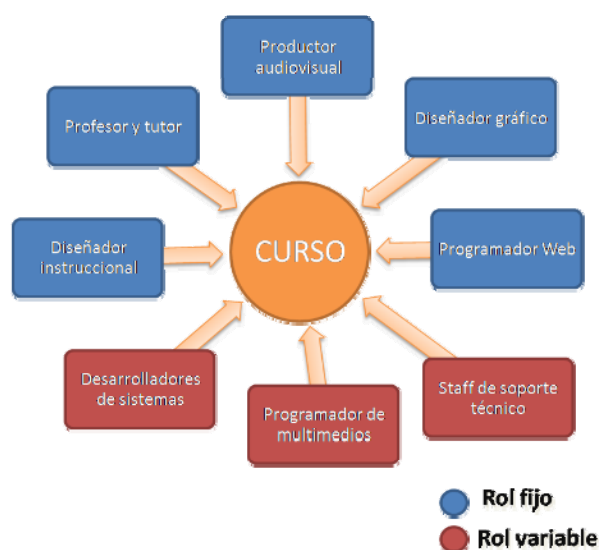 Productor
audiovisual
Profesor y tutor
Diseñador gráfico
Diseñador
instruccional
CURSO
Programador Web
Desarrolladores
de sistemas
Programador de
multimedios
Staff de soporte
técnico
Rol fijo
Rol variable